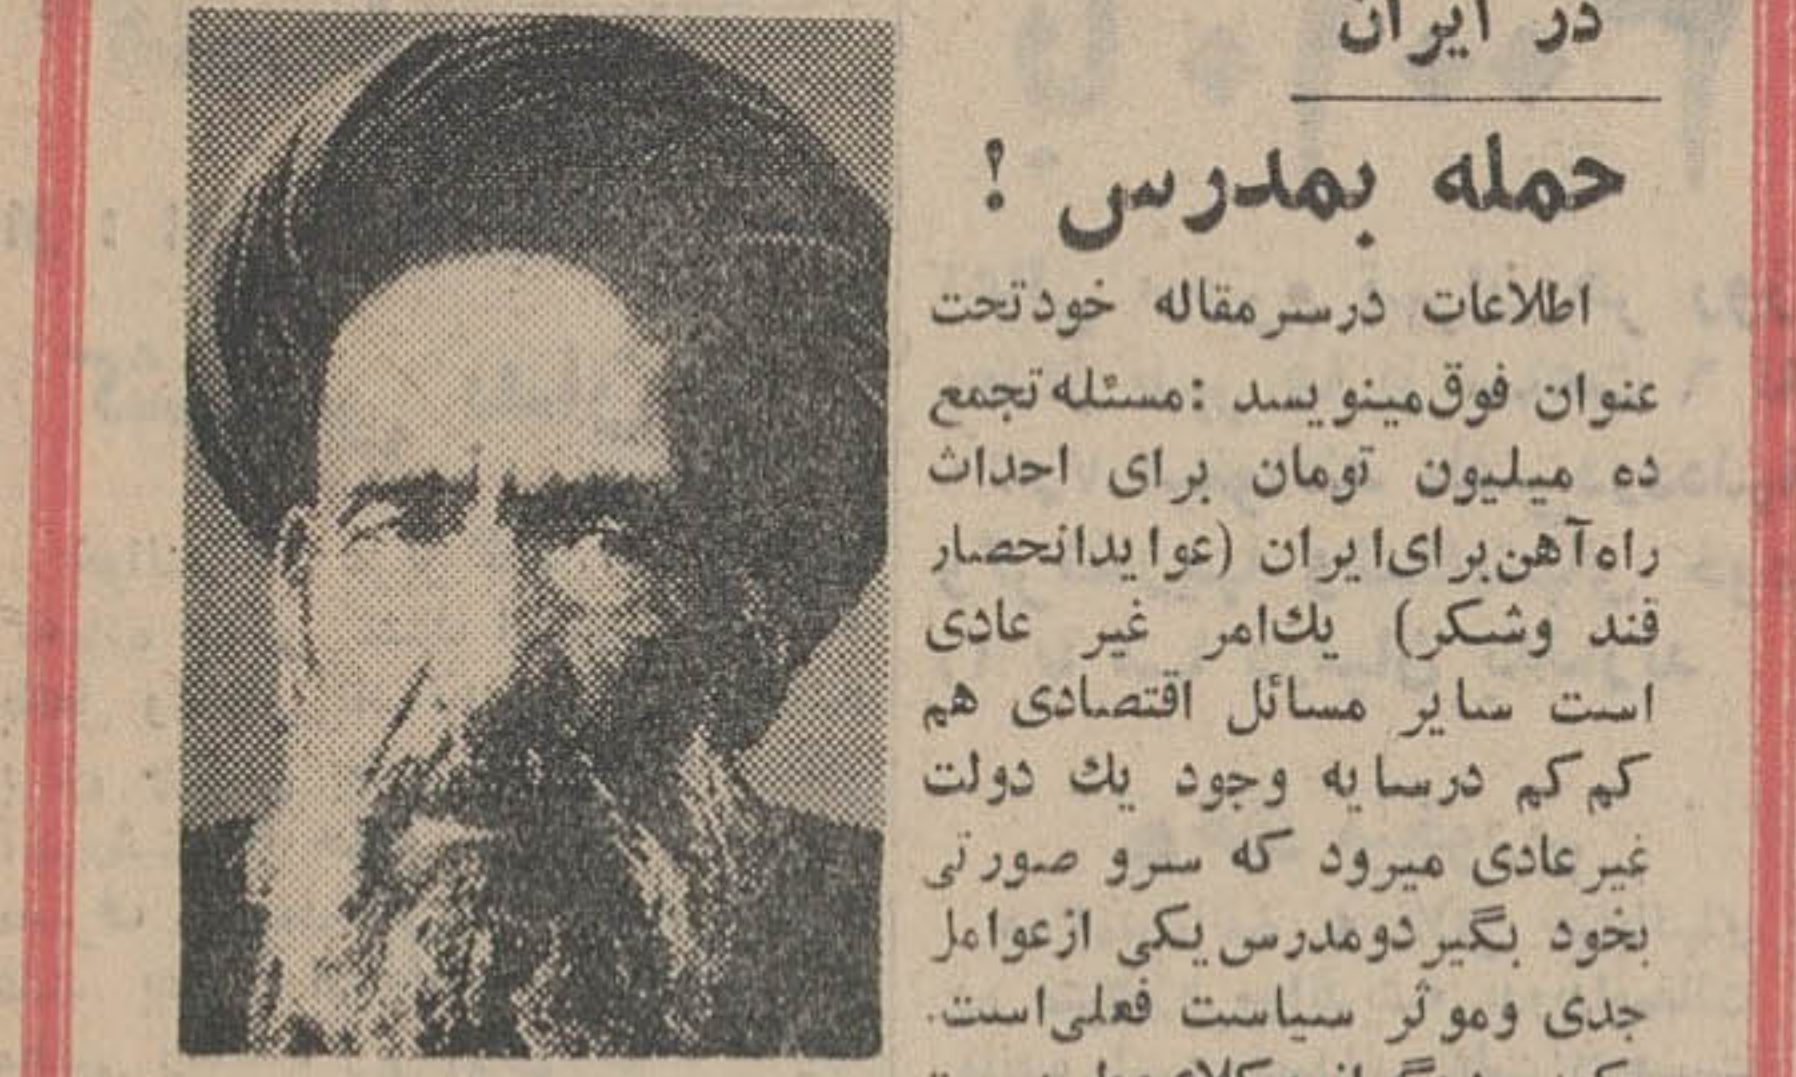 در ایران
حمله بمدرس !
اطلاعات درسرمقاله خودتحت
عنوان فوق‌مینویسد :مسئله تجمع
ده میلیون تومان برای احداث
راه‌آهن‌برای‌ایران (عوایدانحصار
قند وشکر) یك‌امر غیر عادی
است سایر مسائل اقتصادی هم
کم کم درسایه وجود یك دولت
غیرعادی میرود که سرو صورتی
بخود بگیردومدرس‌یکی ازعوامل
جدی وموثر سیاست فعلی‌است.